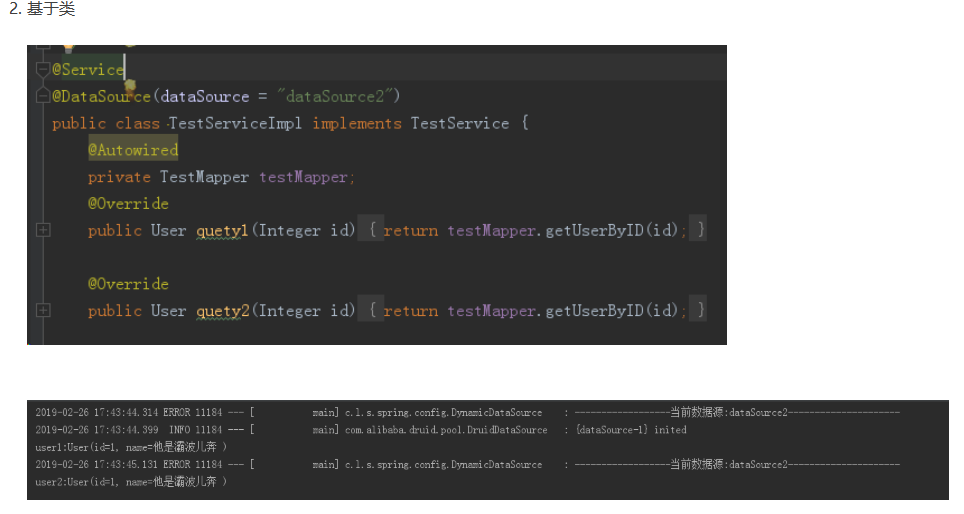 2. 基于类
@Service
@DataSource(dataSource = "dataSource2")
public class TestServiceImpl implements TestService {
@Autowired
private TestMapper testMapper;
@Override
public User quety1(Integer id) { return testMapper.getUserByID(id); }
@Override
public User quety2(Integer id) { return testMapper.getUserByID(id); }
2019-02-26 17:43:44.314 ERROR 11184 --- [           main] c.l.s.spring.config.DynamicDataSource    : ------------------当前数据源:dataSource2---------------------
2019-02-26 17:43:44.399  INFO 11184 --- [           main] com.alibaba.druid.pool.DruidDataSource   : {dataSource-1} inited
user1:User(id=1, name=他是灞波儿奔 )
2019-02-26 17:43:45.131 ERROR 11184 --- [           main] c.l.s.spring.config.DynamicDataSource    : ------------------当前数据源:dataSource2---------------------
user2:User(id=1, name=他是灞波儿奔 )